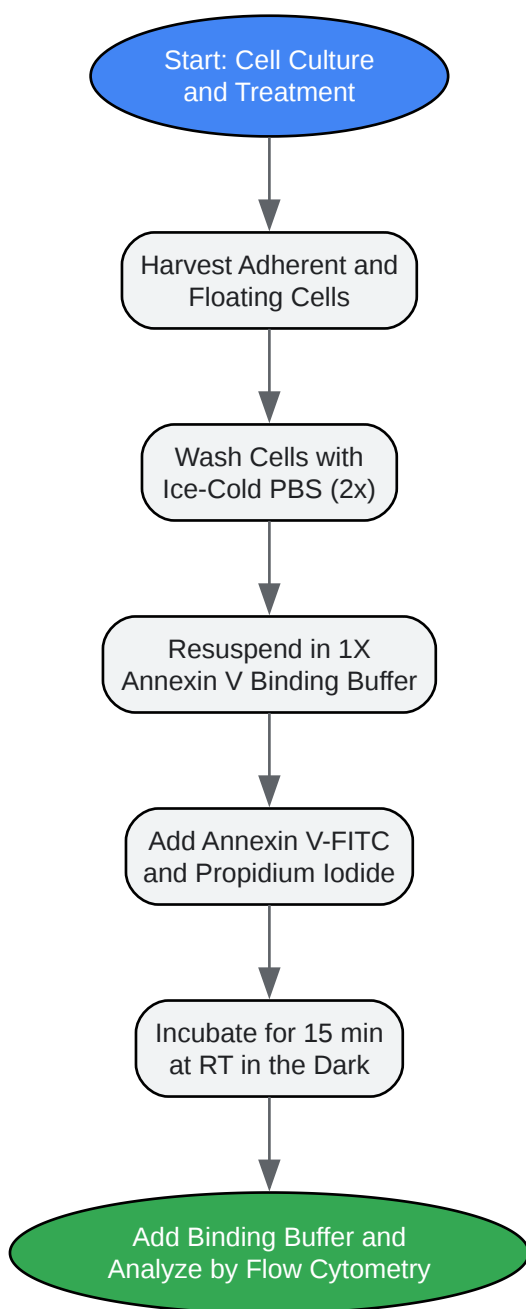 Start: Cell Culture
and Treatment
Harvest Adherent and
Floating Cells
Wash Cells with
Ice-Cold PBS (2x)
Resuspend in 1X
Annexin V Binding Buffer
Add Annexin V-FITC
and Propidium Iodide
Incubate for 15 min
at RT in the Dark
Add Binding Buffer and
Analyze by Flow Cytometry